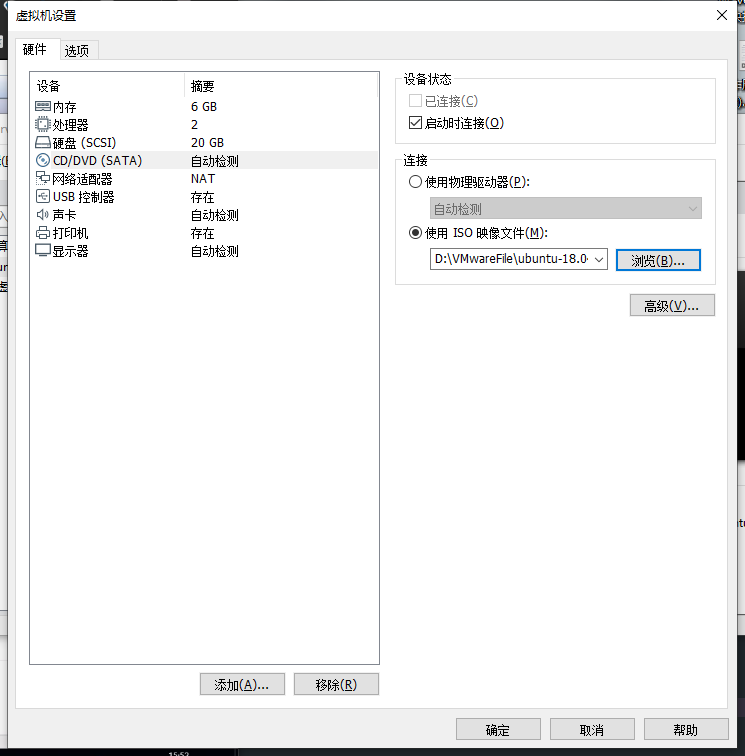 虚拟机设置
硬件 选项
设备 摘要
内存 6 GB
处理器 2
硬盘 (SCSI) 20 GB
CD/DVD (SATA) 自动检测
网络适配器 NAT
USB 控制器 存在
声卡 自动检测
打印机 存在
显示器 自动检测
添加(A)... 移除(R)
设备状态
已连接(C)
启动时连接(O)
连接
使用物理驱动器(P):
自动检测
使用 ISO 映像文件(M):
D:\VMwareFile\ubuntu-18.0 浏览(B)...
高级(V)...
确定 取消 帮助
15:52